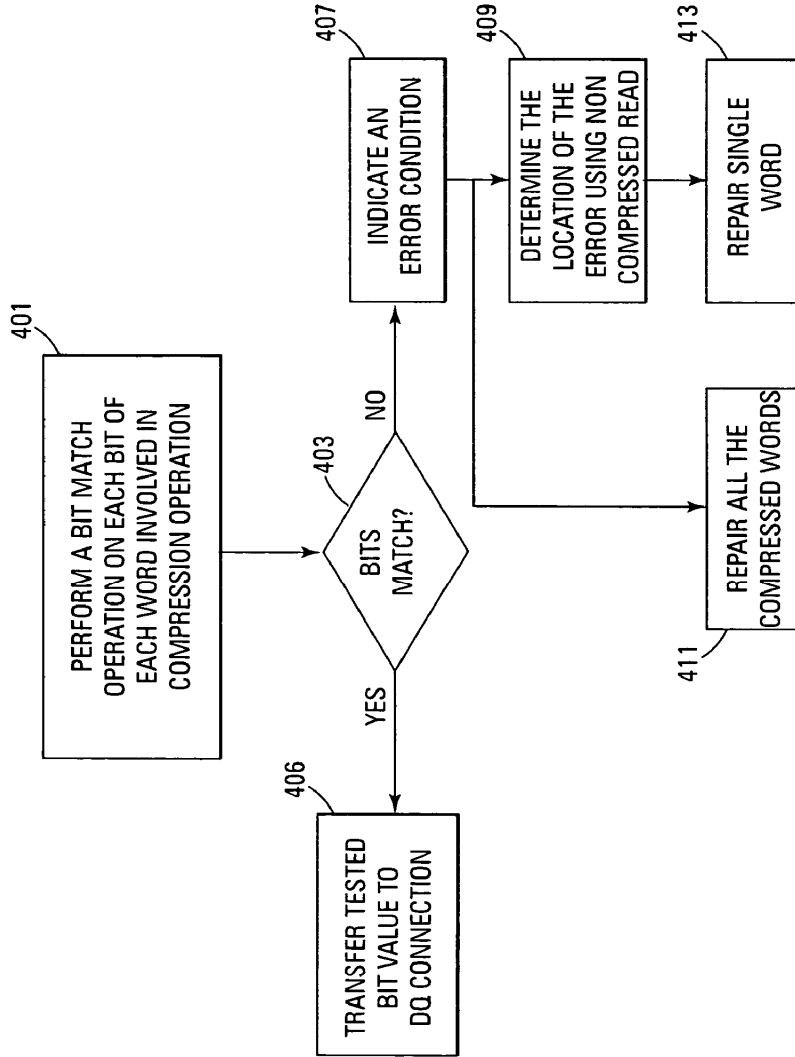 401
PERFORM A BIT MATCH
OPERATION ON EACH BIT OF
EACH WORD INVOLVED IN
COMPRESSION OPERATION
403
BITS
MATCH?
YES
NO
406
TRANSFER TESTED
BIT VALUE TO
DQ CONNECTION
407
INDICATE AN
ERROR CONDITION
409
DETERMINE THE
LOCATION OF THE
ERROR USING NON
COMPRESSED READ
411
REPAIR ALL THE
COMPRESSED WORDS
413
REPAIR SINGLE
WORD